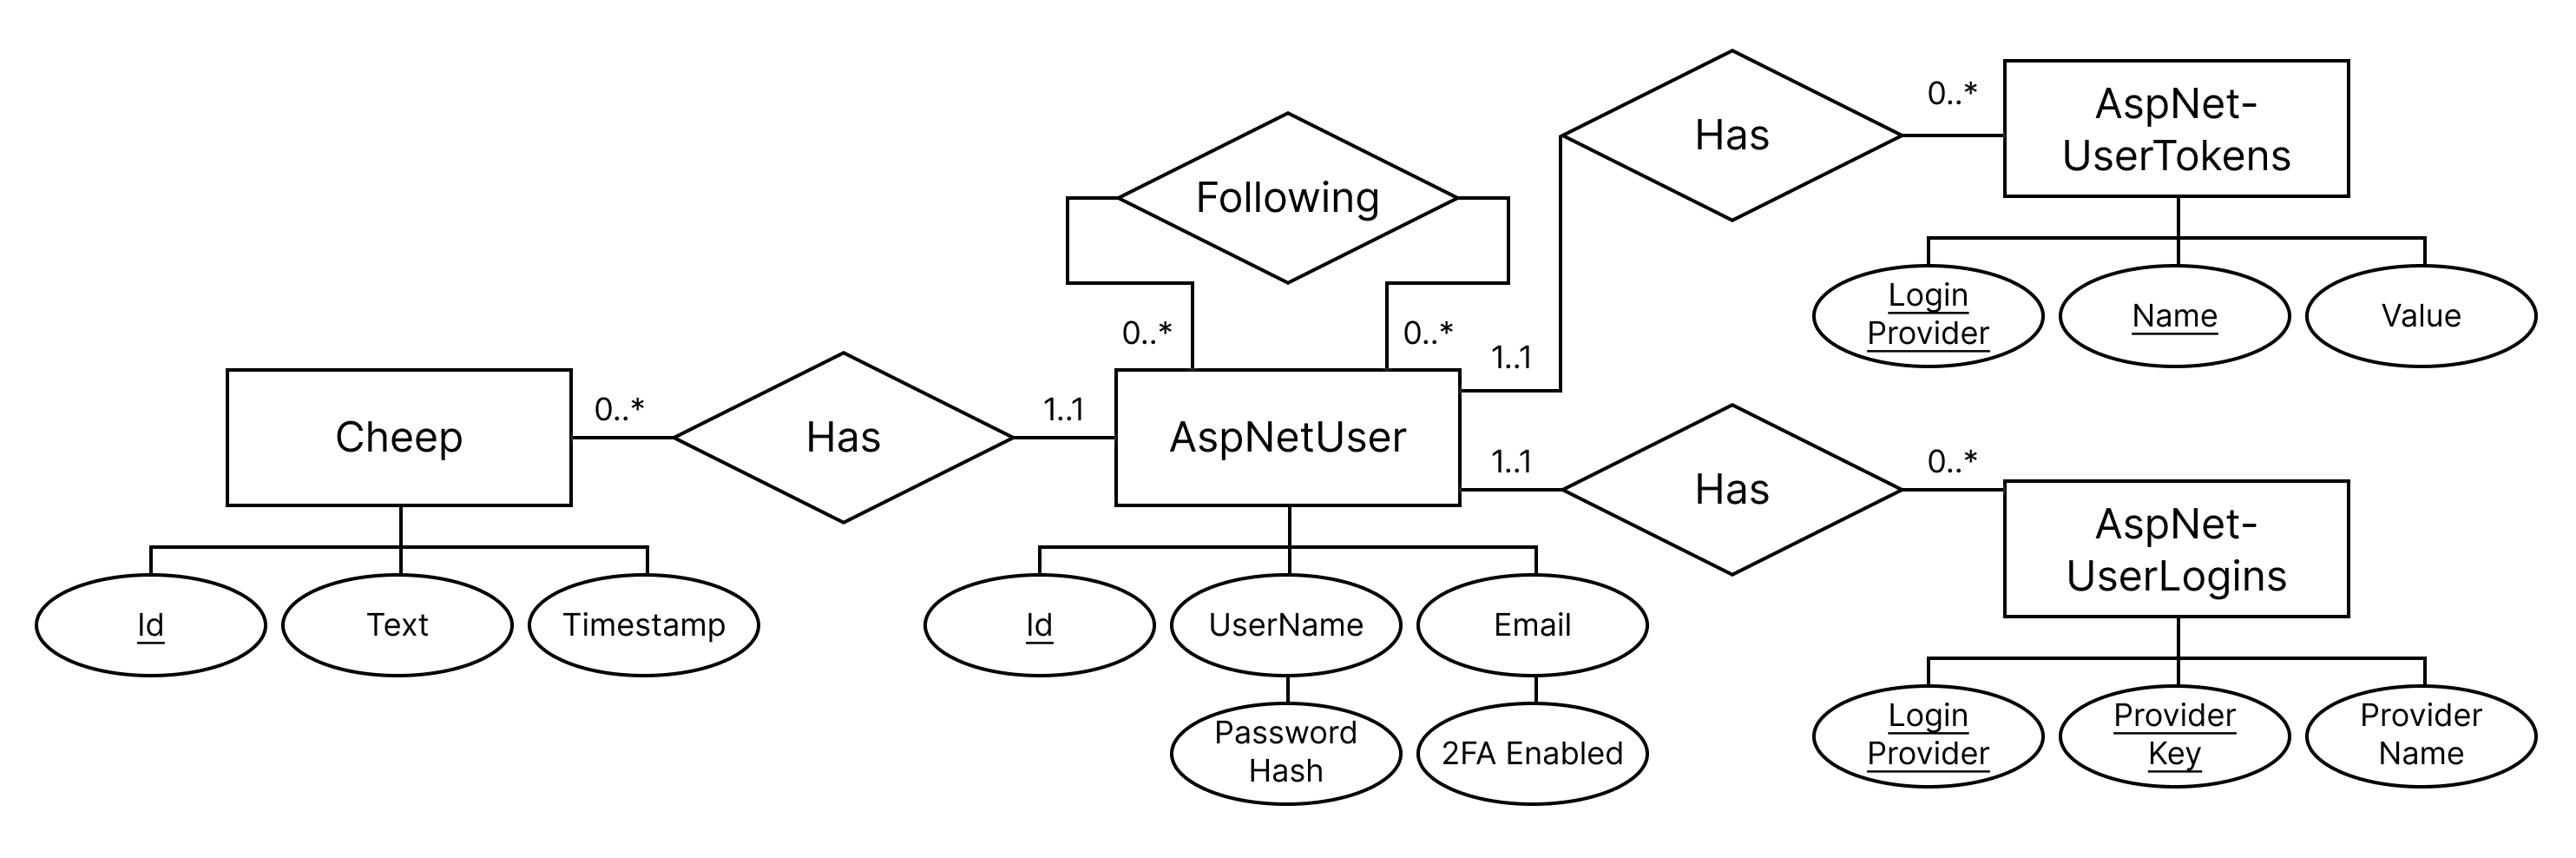 Has
0..*
AspNet-
UserTokens
Following
Login
Provider
Name
Value
0..*
0..*
1..1
Cheep
0..*
Has
1..1
AspNetUser
1..1
Has
0..*
AspNet-
UserLogins
Id
Text
Timestamp
Id
UserName
Email
Password
Hash
2FA Enabled
Login
Provider
Provider
Key
Provider
Name